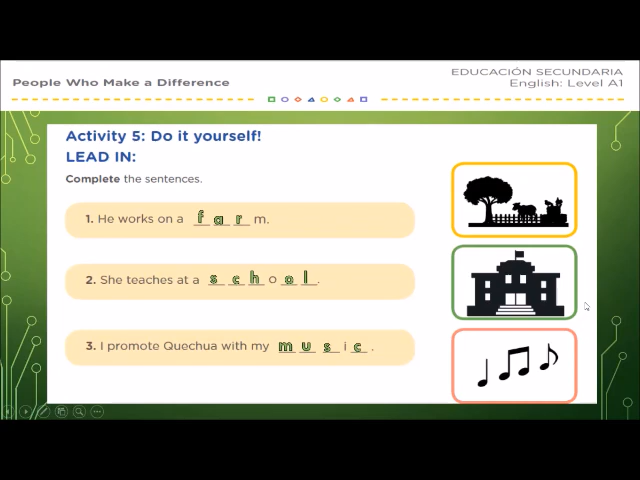 People Who Make a Difference
EDUCACIÓN SECUNDARIA
English: Level A1
Activity 5: Do it yourself!
LEAD IN:
Complete the sentences.
1. He works on a f a r m.
2. She teaches at a s c h o o l.
3. I promote Quechua with my m u s i c.